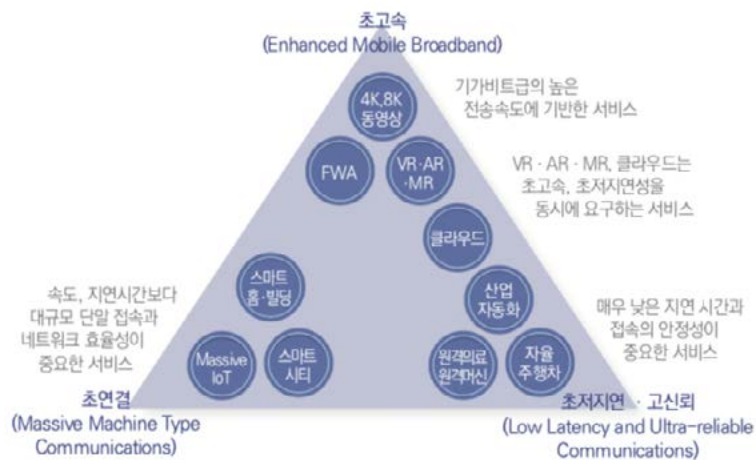 초고속
(Enhanced Mobile Broadband)
4K,8K
동영상
기가비트급의 높은
전송속도에 기반한 서비스
FWA
VR·AR
·MR
VR·AR·MR, 클라우드는
초고속, 초저지연성을
동시에 요구하는 서비스
클라우드
스마트
홈·빌딩
속도, 지연시간보다
대규모 단말 접속과
네트워크 효율성이
중요한 서비스
산업
자동화
매우 낮은 지연 시간과
접속의 안정성이
중요한 서비스
Massive
IoT
스마트
시티
원격의료
원격머신
자율
주행차
초연결
(Massive Machine Type
Communications)
초저지연 · 고신뢰
(Low Latency and Ultra-reliable
Communications)